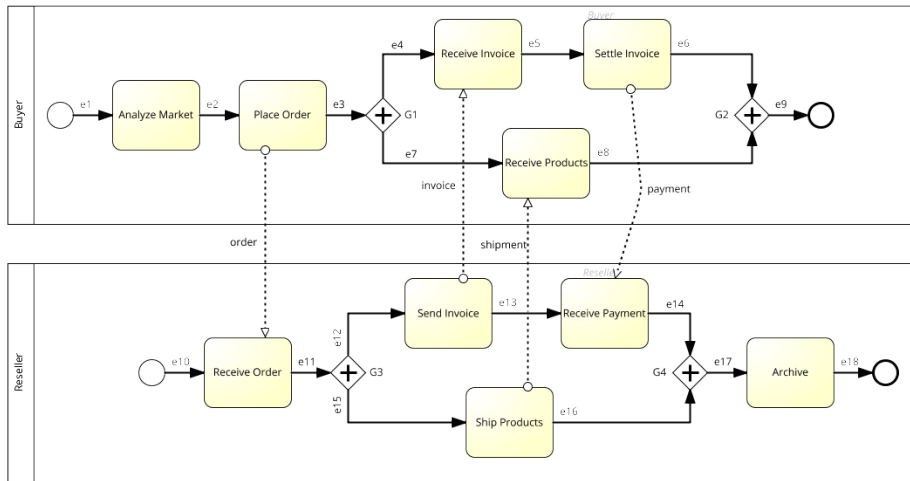 Buyer
Buyer
e1
Analyze Market
e2
Place Order
e3
G1
e4
Receive Invoice
e5
Settle Invoice
e6
e7
Receive Products
e8
G2
e9
order
invoice
shipment
payment
Reseller
Reselle
e10
Receive Order
e11
G3
e12
Send Invoice
e13
Receive Payment
e14
e15
Ship Products
e16
G4
e17
Archive
e18